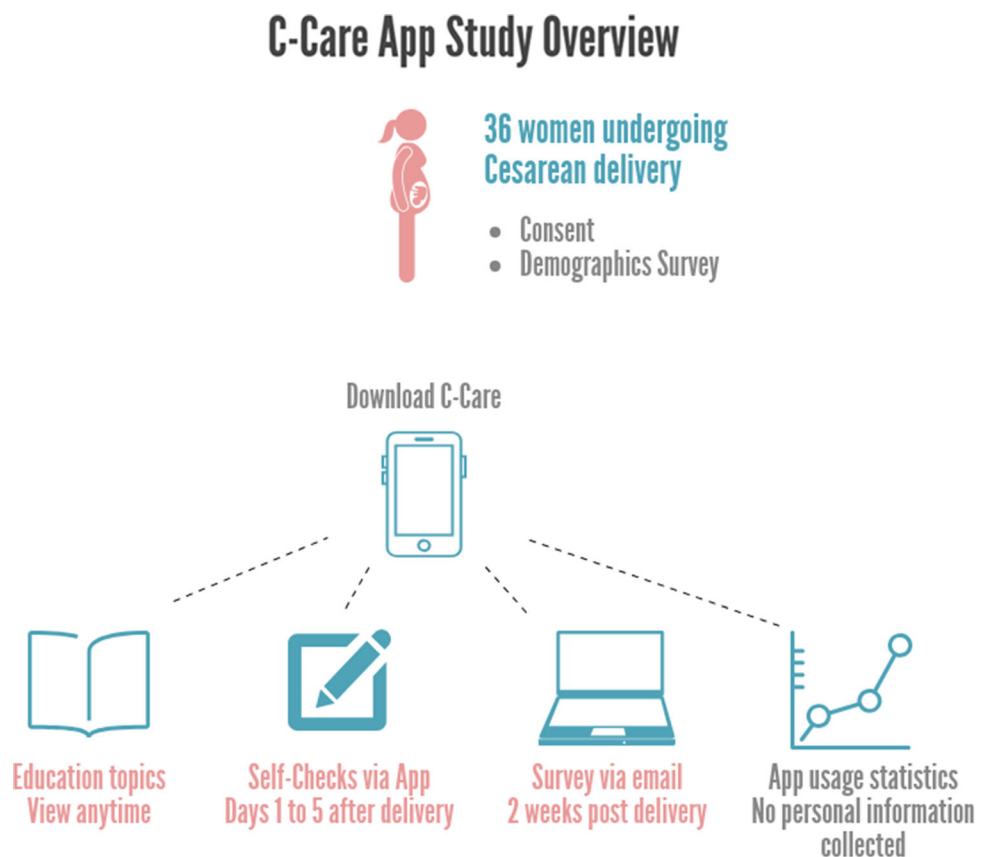 C-Care App Study Overview
36 women undergoing
Cesarean delivery
• Consent
• Demographics Survey
Download C-Care
Education topics
View anytime
Self-Checks via App
Days 1 to 5 after delivery
Survey via email
2 weeks post delivery
App usage statistics
No personal information
collected